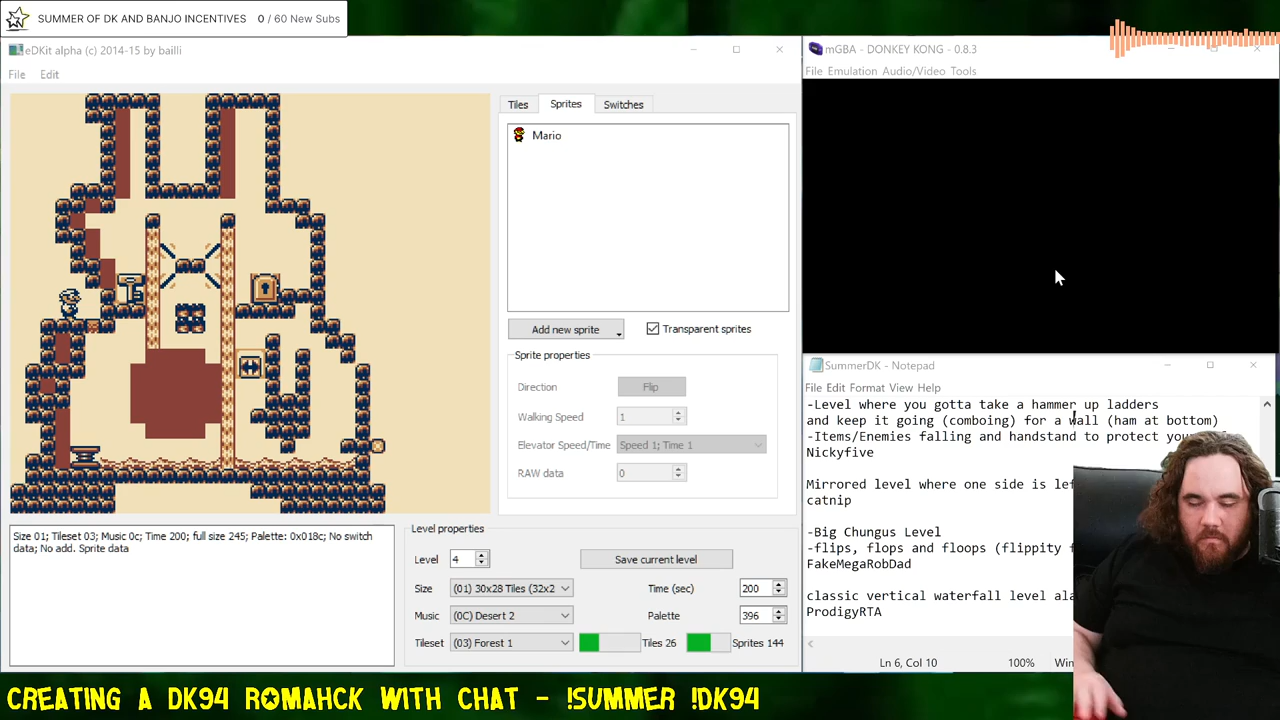 SUMMER OF DK AND BANJO INCENTIVES 0 / 60 New Subs
eDKit alpha (c) 2014-15 by bailli
File Edit
Tiles Sprites Switches
Mario
Add new sprite
Transparent sprites
Sprite properties
Direction Flip
Walking Speed 1
Elevator Speed/Time Speed 1; Time 1
RAW data 0
Size 01; Tileset 03; Music 0c; Time 200; full size 245; Palette: 0x018c; No switch
data; No add. Sprite data
Level properties
Level 4 Save current level
Size (01) 30x28 Tiles (32x2 Time (sec) 200
Music (0C) Desert 2 Palette 396
Tileset (03) Forest 1 Tiles 26 Sprites 144
mGBA - DONKEY KONG - 0.8.3
File Emulation Audio/Video Tools
SummerDK - Notepad
File Edit Format View Help
-Level where you gotta take a hammer up ladders
and keep it going (comboing) for a wall (ham at bottom)
-Items/Enemies falling and handstand to protect
Nickyfive
Mirrored level where one side is
catnip
-Big Chungus Level
-flips, flops and floops (flippity
FakeMegaRobDad
classic vertical waterfall level
ProdigyRTA
Ln 6, Col 10 100%
CREATING A DK94 ROMAHCK WITH CHAT - !SUMMER !DK94